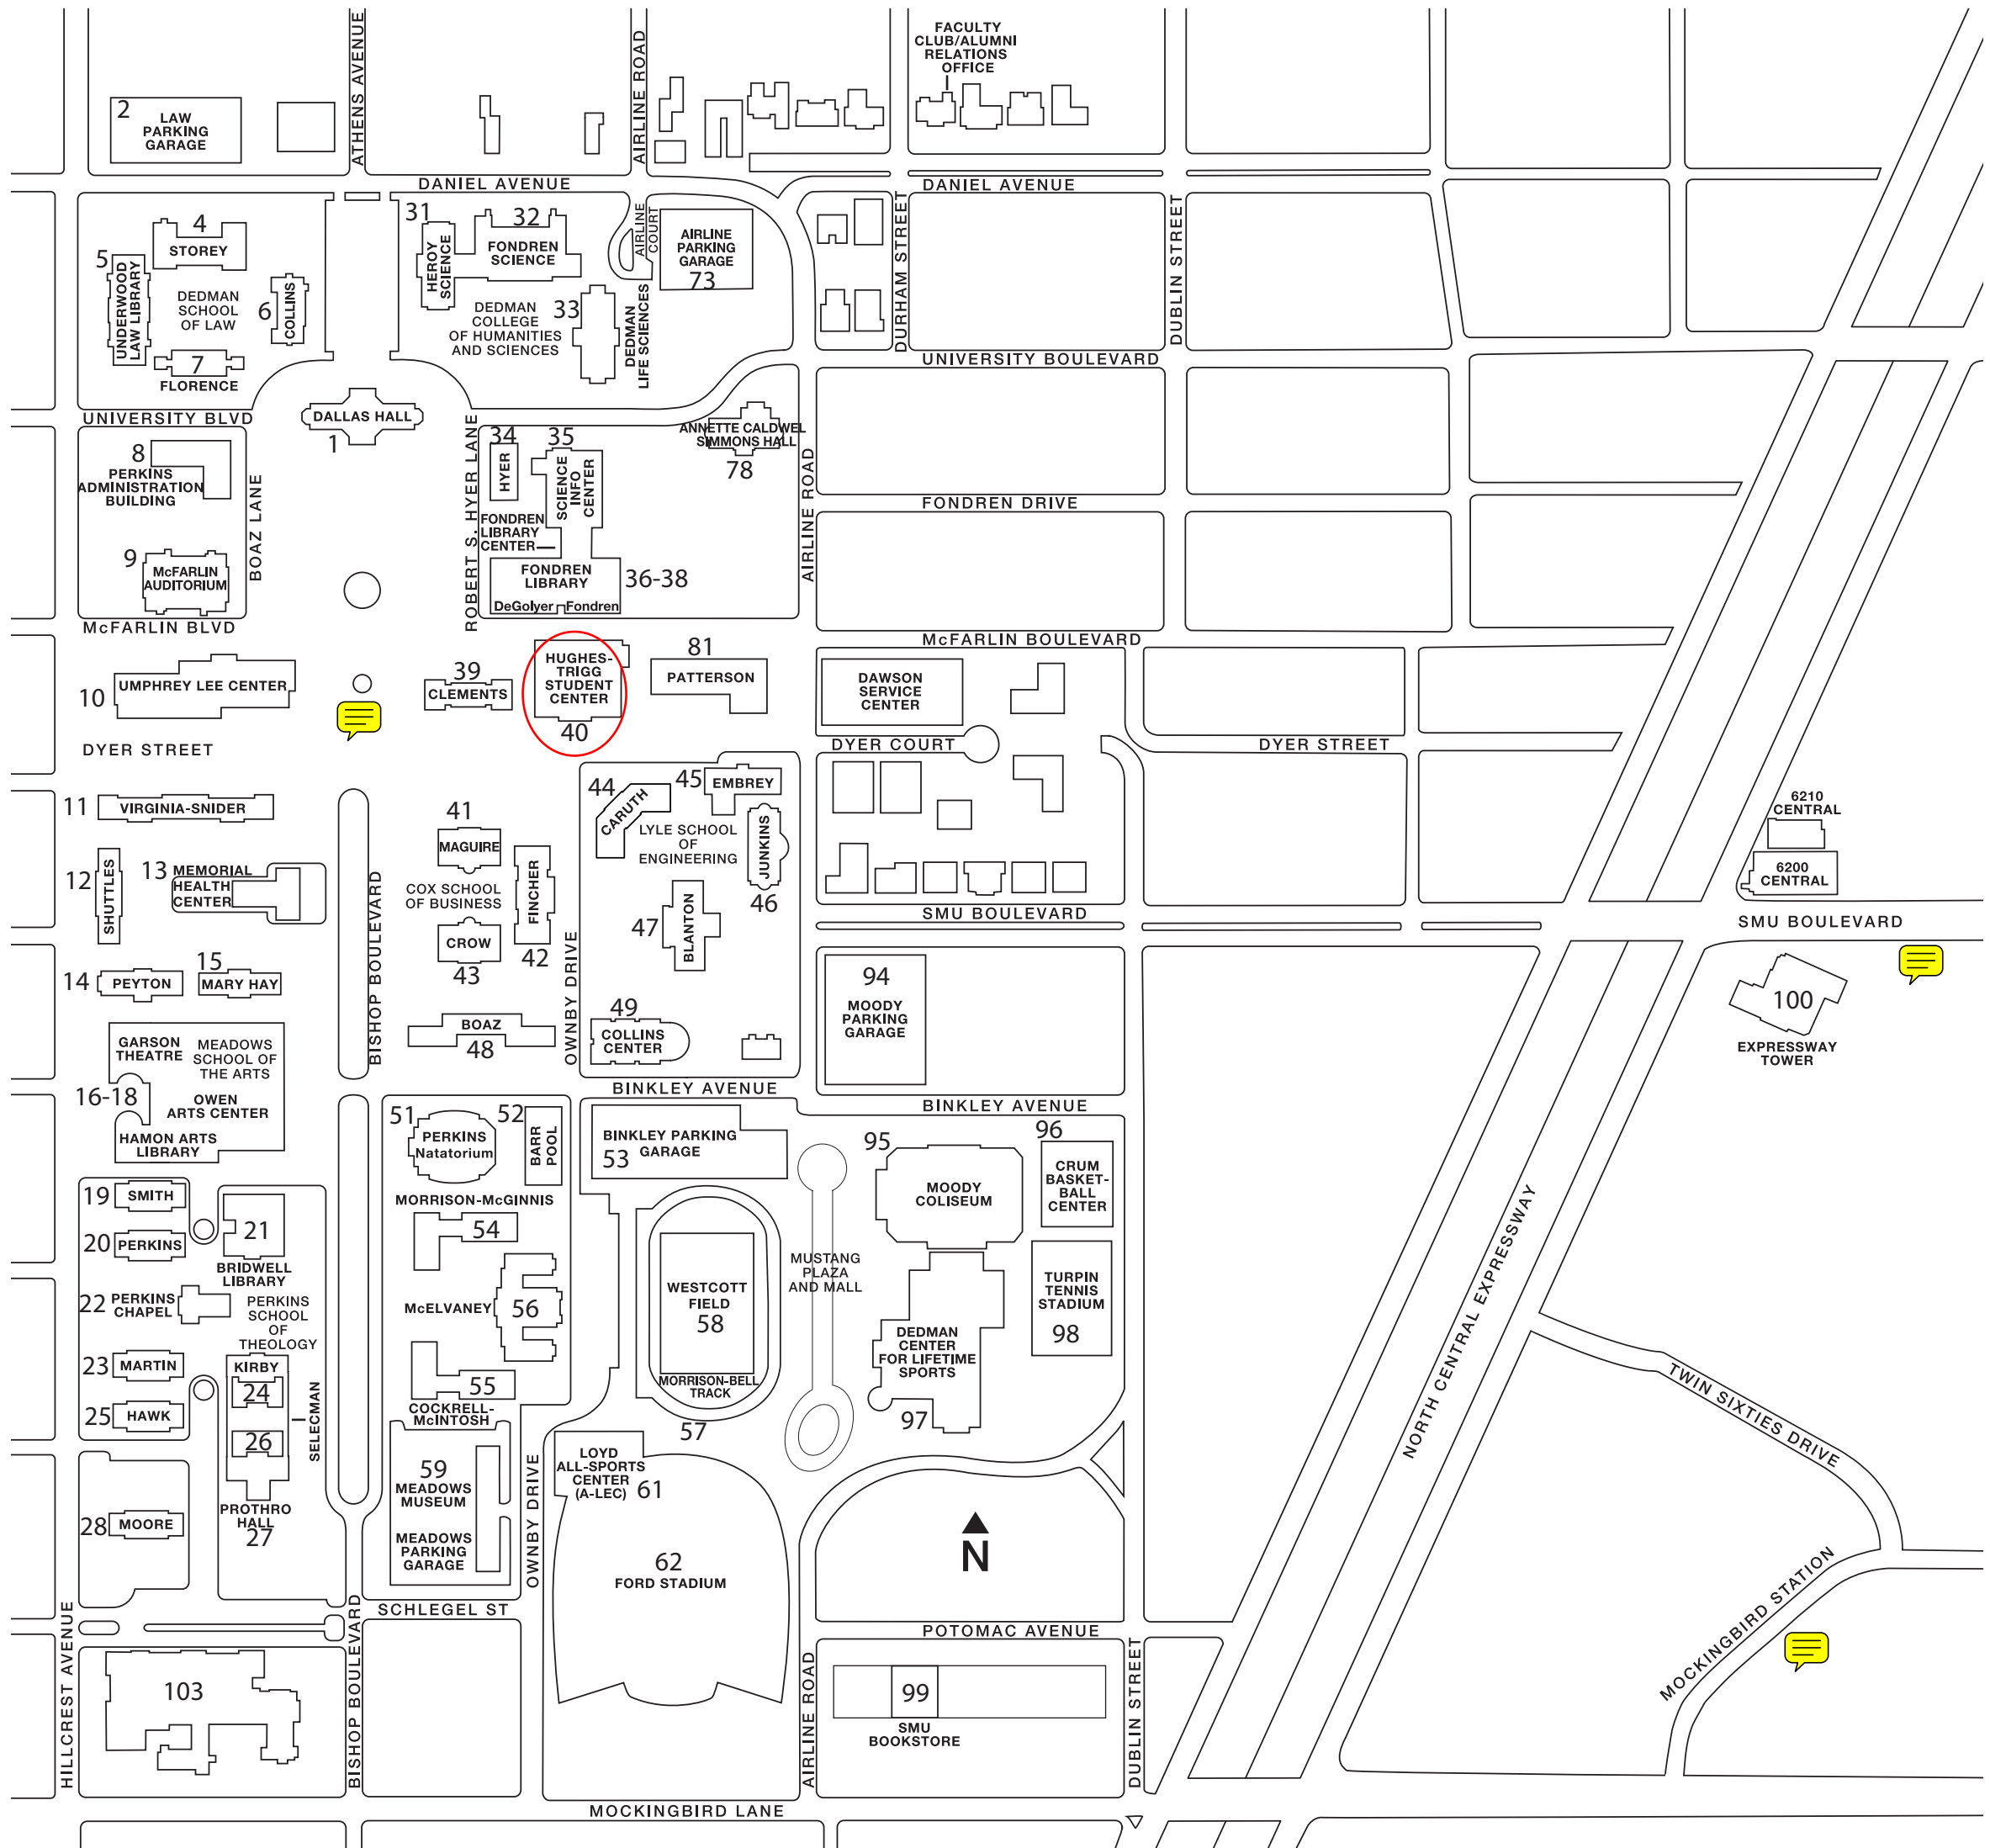 FACULTY
CLUB/ALUMNI
RELATIONS
OFFICE
ATHENS AVENUE
AIRLINE ROAD
2
LAW
PARKING
GARAGE
DANIEL AVENUE
DANIEL AVENUE
4
STOREY
5
UNDERWOOD
LAW LIBRARY
DEDMAN
SCHOOL
OF LAW
6
COLLINS
7
FLORENCE
31
HEROY
SCIENCE
32
FONDREN
SCIENCE
DEDMAN
COLLEGE
OF HUMANITIES
AND SCIENCES
33
DEDMAN
LIFE SCIENCES
AIRLINE
COURT
AIRLINE
PARKING
GARAGE
73
DURHAM STREET
DUBLIN STREET
UNIVERSITY BOULEVARD
UNIVERSITY BLVD
DALLAS HALL
1
8
PERKINS
ADMINISTRATION
BUILDING
BOAZ LANE
9
McFARLIN
AUDITORIUM
McFARLIN BLVD
ROBERT S. HYER LANE
34
HYER
35
SCIENCE
INFO
CENTER
ANNETTE CALDWEL
SIMMONS HALL
78
AIRLINE ROAD
FONDREN DRIVE
FONDREN
LIBRARY
CENTER
FONDREN
LIBRARY
36-38
DeGolyer
Fondren
McFARLIN BOULEVARD
10
UMPHREY LEE CENTER
39
CLEMENTS
HUGHES-
TRIGG
STUDENT
CENTER
40
81
PATTERSON
DAWSON
SERVICE
CENTER
DYER STREET
DYER COURT
DYER STREET
11
VIRGINIA-SNIDER
12
SHUTTLES
13
MEMORIAL
HEALTH
CENTER
BISHOP BOULEVARD
41
MAGUIRE
COX SCHOOL
OF BUSINESS
FINCHER
42
CROW
43
44
CARUTH
45
EMBREY
LYLE SCHOOL
OF
ENGINEERING
JUNKINS
46
47
BLANTON
OWNBY DRIVE
SMU BOULEVARD
6210
CENTRAL
6200
CENTRAL
SMU BOULEVARD
14
PEYTON
15
MARY HAY
BOAZ
48
49
COLLINS
CENTER
94
MOODY
PARKING
GARAGE
100
EXPRESSWAY
TOWER
GARSON
THEATRE
MEADOWS
SCHOOL OF
THE ARTS
16-18
OWEN
ARTS CENTER
HAMON ARTS
LIBRARY
BINKLEY AVENUE
BINKLEY AVENUE
51
PERKINS
Natatorium
52
BARR
POOL
BINKLEY PARKING
GARAGE
53
95
MOODY
COLISEUM
96
CRUM
BASKET-
BALL
CENTER
19
SMITH
20
PERKINS
21
BRIDWELL
LIBRARY
22
PERKINS
CHAPEL
PERKINS
SCHOOL
OF
THEOLOGY
MORRISON-McGINNIS
54
McELVANEY
56
55
COCKRELL-
McINTOSH
WESTCOTT
FIELD
58
MORRISON-BELL
TRACK
57
MUSTANG
PLAZA
AND MALL
DEDMAN
CENTER
FOR LIFETIME
SPORTS
97
TURPIN
TENNIS
STADIUM
98
NORTH CENTRAL EXPRESSWAY
TWIN SIXTIES DRIVE
23
MARTIN
KIRBY
24
25
HAWK
26
SELECMAN
PROTHRO
HALL
27
28
MOORE
59
MEADOWS
MUSEUM
MEADOWS
PARKING
GARAGE
OWNBY DRIVE
LOYD
ALL-SPORTS
CENTER
(A-LEC)
61
62
FORD STADIUM
N
MOCKINGBIRD STATION
SCHLEGEL ST
POTOMAC AVENUE
HILLCREST AVENUE
103
BISHOP BOULEVARD
AIRLINE ROAD
99
SMU
BOOKSTORE
DUBLIN STREET
MOCKINGBIRD LANE